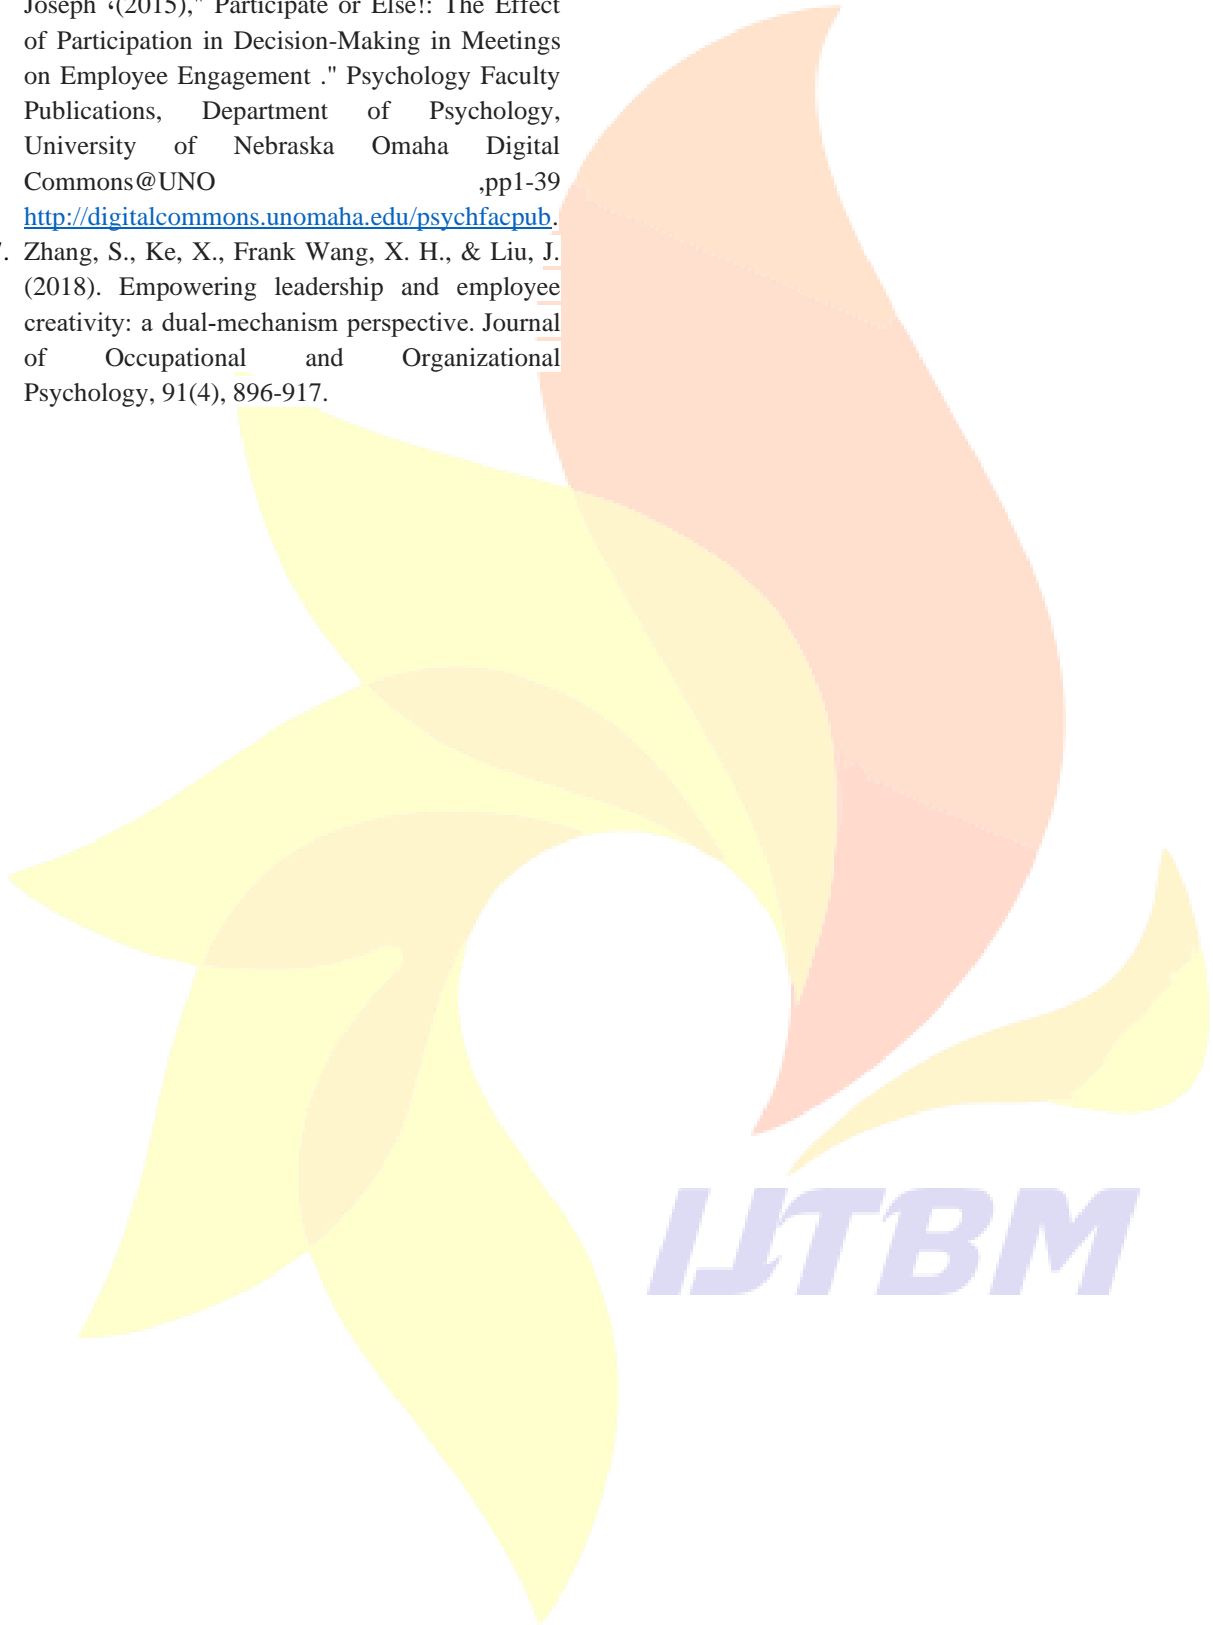 Joseph ،(2015)," Participate or Else!: The Effect
of Participation in Decision-Making in Meetings
on Employee Engagement ." Psychology Faculty
Publications, Department of Psychology,
University of Nebraska Omaha Digital
Commons@UNO ,pp1-39
http://digitalcommons.unomaha.edu/psychfacpub.
. Zhang, S., Ke, X., Frank Wang, X. H., & Liu, J.
(2018). Empowering leadership and employee
creativity: a dual-mechanism perspective. Journal
of Occupational and Organizational
Psychology, 91(4), 896-917.
IJTBM